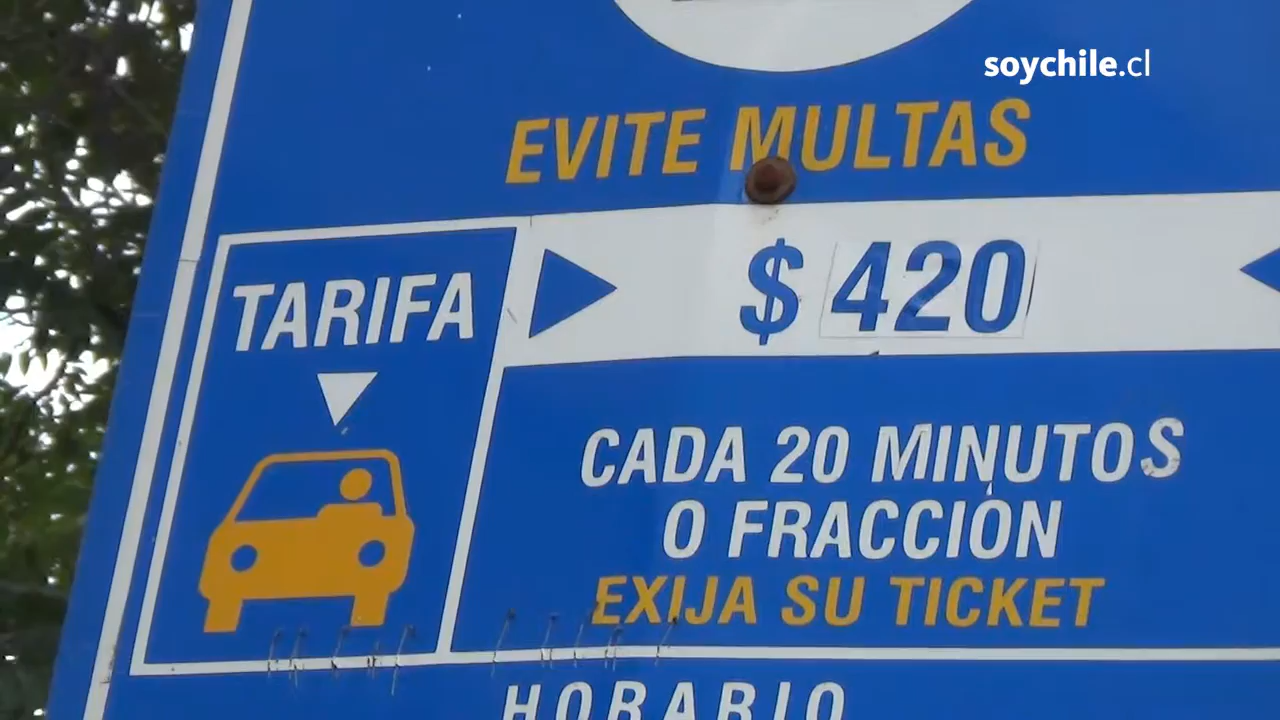 soychile.cl
EVITE MULTAS
TARIFA
$ 420
CADA 20 MINUTOS
O FRACCIÓN
EXIJA SU TICKET
HORARIO